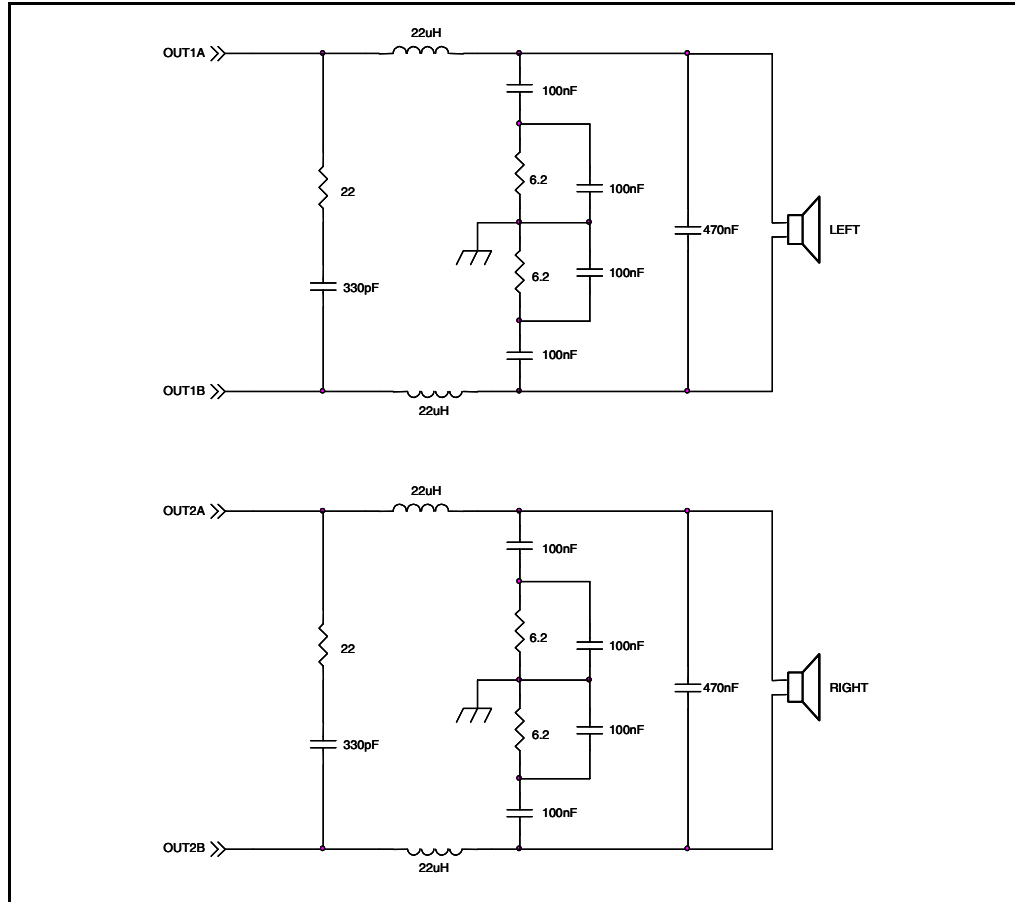 22uH
OUT1A
100nF
6.2
100nF
22
470nF
LEFT
6.2
100nF
330pF
100nF
OUT1B
22uH
22uH
OUT2A
100nF
6.2
100nF
22
470nF
RIGHT
6.2
100nF
330pF
100nF
OUT2B
22uH